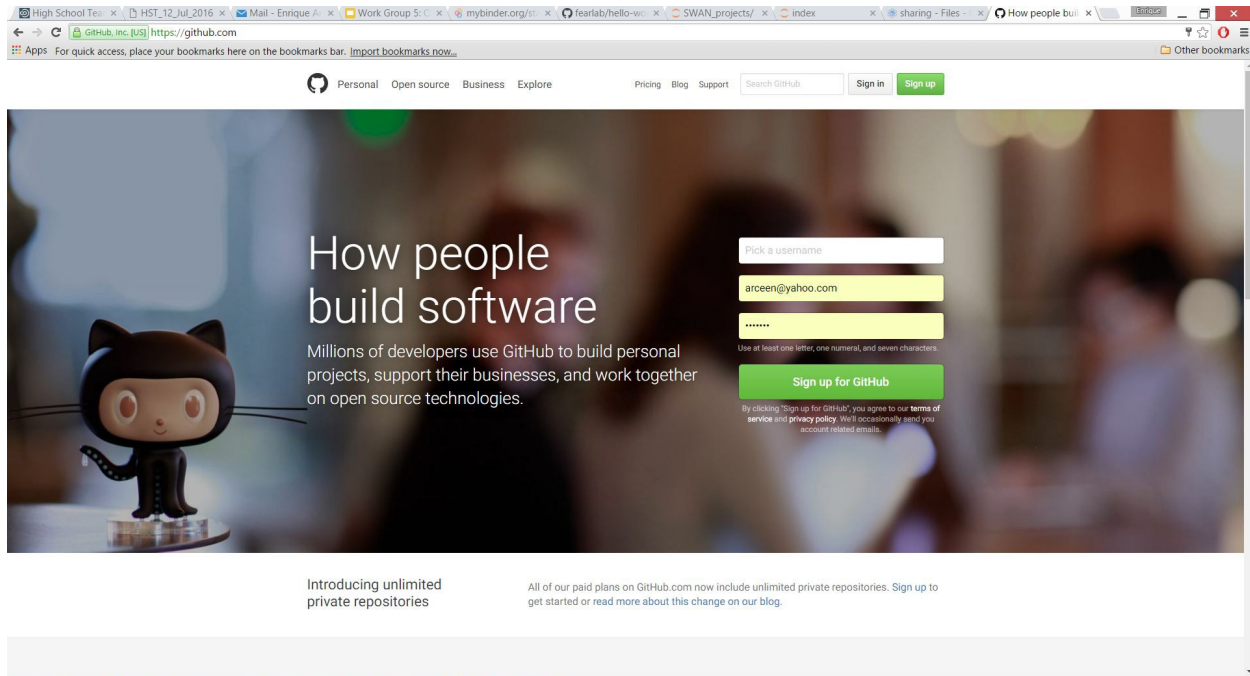 High School Tea
HST_12_Jul_2016
Mail - Enrique A
Work Group 5: G
mybinder.org/st
fearlab/hello-wo
SWAN_projects/
index
sharing - Files -
How people buil
Enrique
GitHub, Inc. [US] https://github.com
Apps For quick access, place your bookmarks here on the bookmarks bar. Import bookmarks now...
Other bookmarks
Personal Open source Business Explore Pricing Blog Support Search GitHub Sign in Sign up
How people
build software
Millions of developers use GitHub to build personal
projects, support their businesses, and work together
on open source technologies.
Pick a username
arceen@yahoo.com
•••••••
Use at least one letter, one numeral, and seven characters.
Sign up for GitHub
By clicking "Sign up for GitHub", you agree to our terms of
service and privacy policy. We'll occasionally send you
account related emails.
Introducing unlimited
private repositories
All of our paid plans on GitHub.com now include unlimited private repositories. Sign up to
get started or read more about this change on our blog.